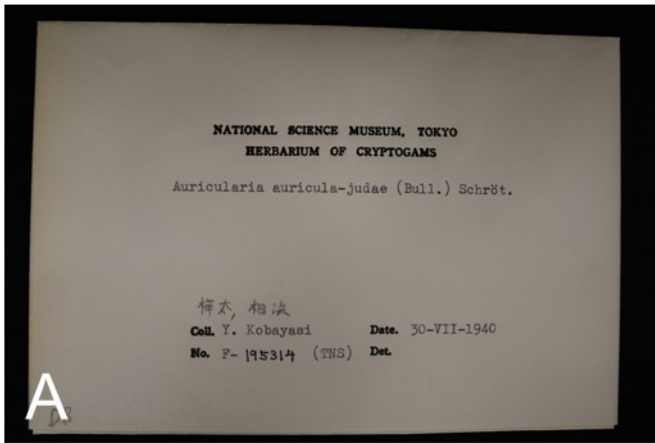 NATIONAL SCIENCE MUSEUM, TOKYO
HERBARIUM OF CRYPTOGAMS
Auricularia auricula-judae (Bull.) Schröt.
樺太, 相浜
Coll. Y. Kobayasi Date. 30-VII-1940
No. F- 195314 (TNS) Det.
A